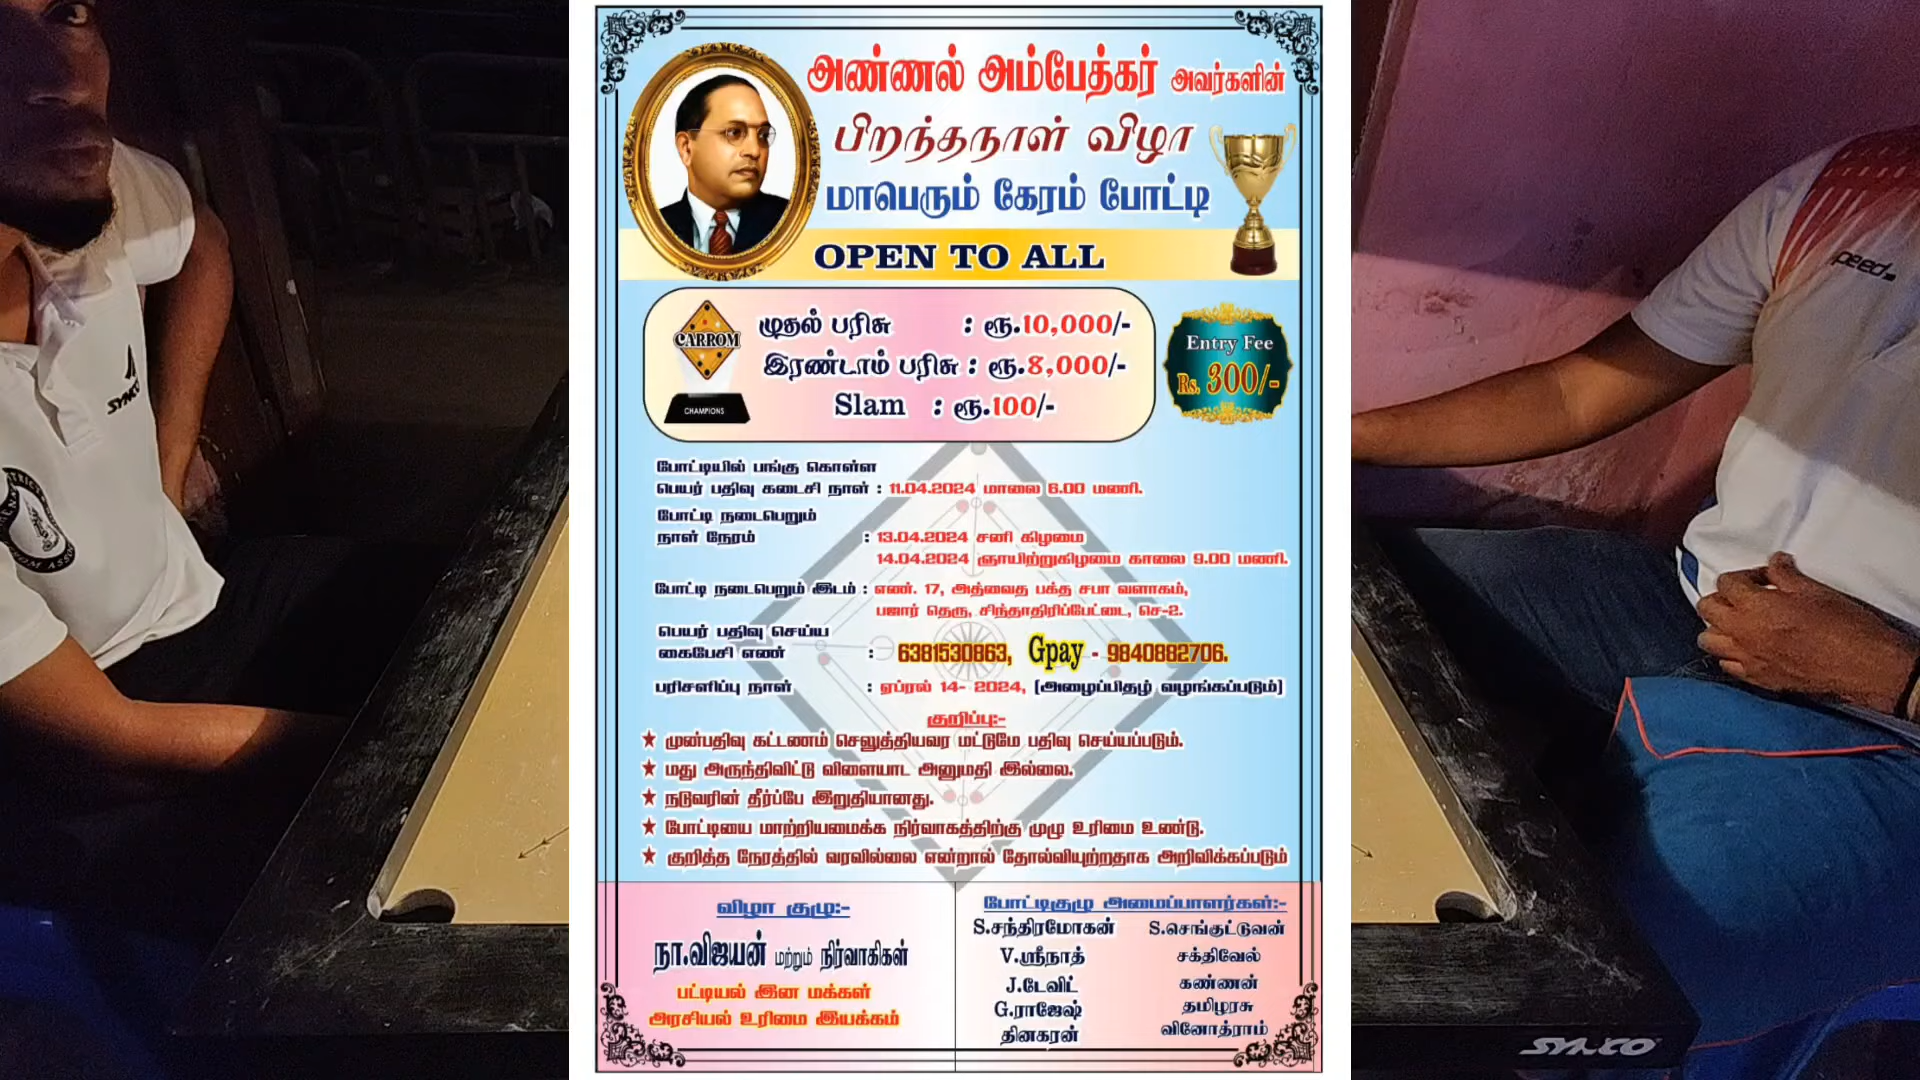 அண்ணல் அம்பேத்கர் அவர்களின்
பிறந்தநாள் விழா
மாபெரும் கேரம் போட்டி
OPEN TO ALL
CARROM
CHAMPIONS
முதல் பரிசு : ரூ.10,000/-
இரண்டாம் பரிசு : ரூ.8,000/-
Slam : ரூ.100/-
Entry Fee
Rs. 300/-
போட்டியில் பங்கு கொள்ள
பெயர் பதிவு கடைசி நாள் : 11.04.2024 மாலை 6.00 மணி.
போட்டி நடைபெறும்
நாள் நேரம் : 13.04.2024 சனி கிழமை
14.04.2024 ஞாயிற்றுகிழமை காலை 9.00 மணி.
போட்டி நடைபெறும் இடம் : எண். 17, அத்வைத பக்த சபா வளாகம்,
பஜார் தெரு, சிந்தாதிரிப்பேட்டை, செ-2.
பெயர் பதிவு செய்ய
கைபேசி எண் : 6381530863, Gpay - 9840882706.
பரிசளிப்பு நாள் : ஏப்ரல் 14- 2024, (அழைப்பிதழ் வழங்கப்படும்)
குறிப்பு:-
★ முன்பதிவு கட்டணம் செலுத்தியவர் மட்டுமே பதிவு செய்யப்படும்.
★ மது அருந்திவிட்டு விளையாட அனுமதி இல்லை.
★ நடுவரின் தீர்ப்பே இறுதியானது.
★ போட்டியை மாற்றியமைக்க நிர்வாகத்திற்கு முழு உரிமை உண்டு.
★ குறித்த நேரத்தில் வரவில்லை என்றால் தோல்வியுற்றதாக அறிவிக்கப்படும்
விழா குழு:-
நா.விஜயன் மற்றும் நிர்வாகிகள்
பட்டியல் இன மக்கள்
அரசியல் உரிமை இயக்கம்
போட்டிகுழு அமைப்பாளர்கள்:-
S.சந்திரமோகன் S.செங்குட்டுவன்
V.ஸ்ரீநாத் சக்திவேல்
J.டேவிட் கண்ணன்
G.ராஜேஷ் தமிழரசு
தினகரன் வினோத்ராம்
SYNCO
peed
SYNCO